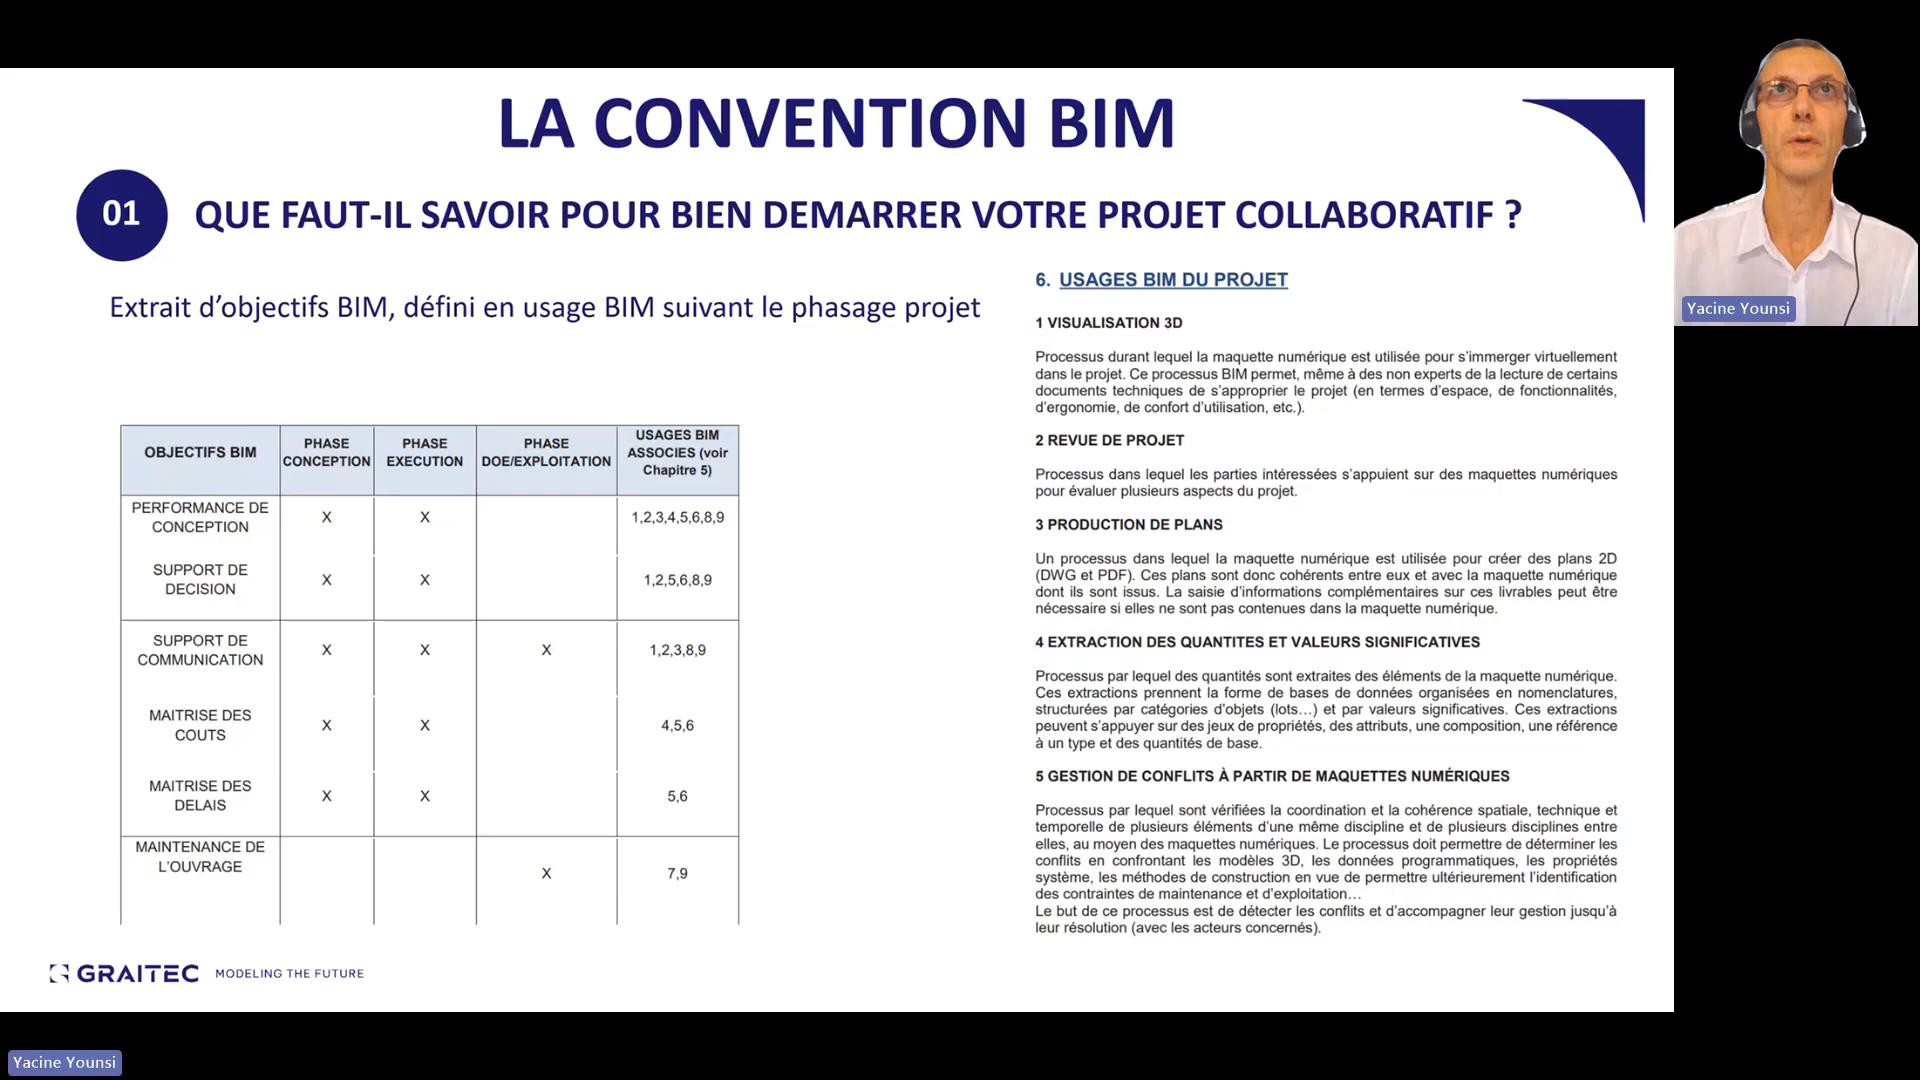 LA CONVENTION BIM
01
QUE FAUT-IL SAVOIR POUR BIEN DEMARRER VOTRE PROJET COLLABORATIF ?
Extrait d’objectifs BIM, défini en usage BIM suivant le phasage projet
OBJECTIFS BIM
PHASE
CONCEPTION
PHASE
EXECUTION
PHASE
DOE/EXPLOITATION
USAGES BIM
ASSOCIES (voir
Chapitre 5)
PERFORMANCE DE
CONCEPTION
X
X
1,2,3,4,5,6,8,9
SUPPORT DE
DECISION
X
X
1,2,5,6,8,9
SUPPORT DE
COMMUNICATION
X
X
X
1,2,3,8,9
MAITRISE DES
COUTS
X
X
4,5,6
MAITRISE DES
DELAIS
X
X
5,6
MAINTENANCE DE
L’OUVRAGE
X
7,9
6. USAGES BIM DU PROJET
1 VISUALISATION 3D
Processus durant lequel la maquette numérique est utilisée pour s’immerger virtuellement
dans le projet. Ce processus BIM permet, même à des non experts de la lecture de certains
documents techniques de s’approprier le projet (en termes d’espace, de fonctionnalités,
d’ergonomie, de confort d’utilisation, etc.).
2 REVUE DE PROJET
Processus dans lequel les parties intéressées s’appuient sur des maquettes numériques
pour évaluer plusieurs aspects du projet.
3 PRODUCTION DE PLANS
Un processus dans lequel la maquette numérique est utilisée pour créer des plans 2D
(DWG et PDF). Ces plans sont donc cohérents entre eux et avec la maquette numérique
dont ils sont issus. La saisie d’informations complémentaires sur ces livrables peut être
nécessaire si elles ne sont pas contenues dans la maquette numérique.
4 EXTRACTION DES QUANTITES ET VALEURS SIGNIFICATIVES
Processus par lequel des quantités sont extraites des éléments de la maquette numérique.
Ces extractions prennent la forme de bases de données organisées en nomenclatures,
structurées par catégories d’objets (lots…) et par valeurs significatives. Ces extractions
peuvent s’appuyer sur des jeux de propriétés, des attributs, une composition, une référence
à un type et des quantités de base.
5 GESTION DE CONFLITS À PARTIR DE MAQUETTES NUMÉRIQUES
Processus par lequel sont vérifiées la coordination et la cohérence spatiale, technique et
temporelle de plusieurs éléments d’une même discipline et de plusieurs disciplines entre
elles, au moyen des maquettes numériques. Le processus doit permettre de déterminer les
conflits en confrontant les modèles 3D, les données programmatiques, les propriétés
système, les méthodes de construction en vue de permettre ultérieurement l’identification
des contraintes de maintenance et d’exploitation…
Le but de ce processus est de détecter les conflits et d’accompagner leur gestion jusqu’à
leur résolution (avec les acteurs concernés).
GRAITEC MODELING THE FUTURE
Yacine Younsi
Yacine Younsi